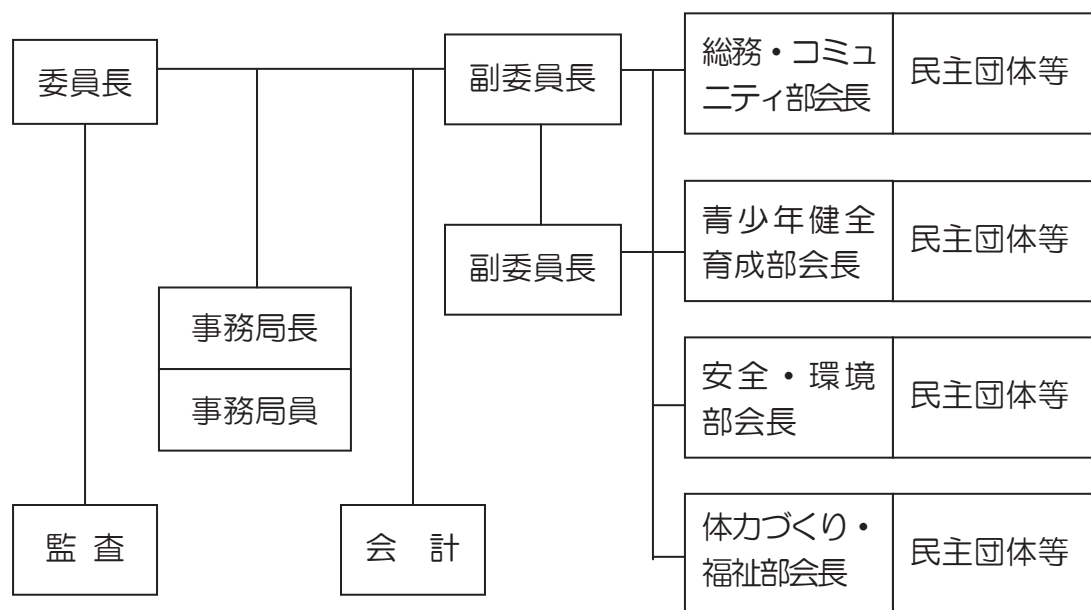 委員長
副委員長
総務・コミュ
ニティ部会長
民主団体等
副委員長
青少年健全
育成部会長
民主団体等
事務局長
事務局員
安全・環境
部会長
民主団体等
監 査
会 計
体力づくり・
福祉部会長
民主団体等